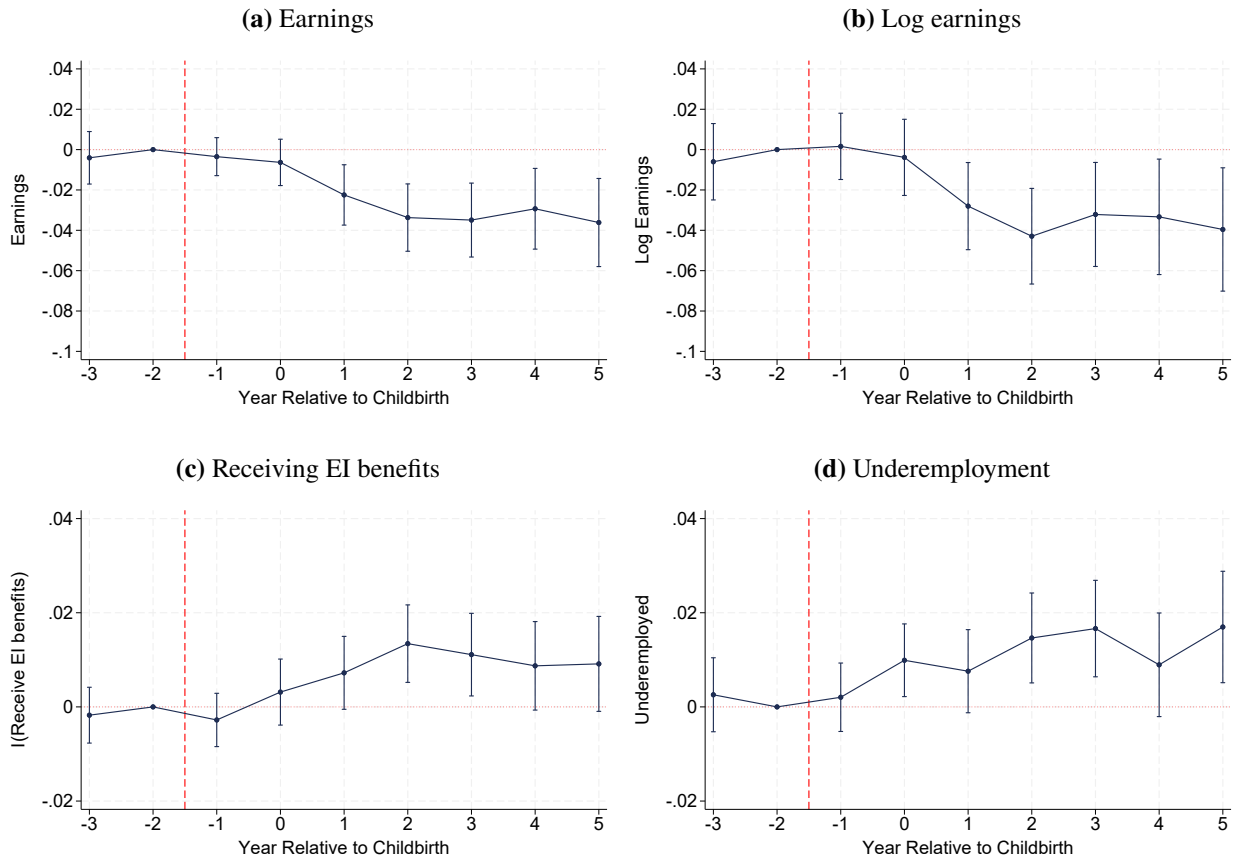 (a) Earnings
.04
.02
0
-.02
-.04
-.06
-.08
-.1
Earnings
-3 -2 -1 0 1 2 3 4 5
Year Relative to Childbirth
(b) Log earnings
.04
.02
0
-.02
-.04
-.06
-.08
-.1
Log Earnings
-3 -2 -1 0 1 2 3 4 5
Year Relative to Childbirth
(c) Receiving EI benefits
.04
.02
0
-.02
I(Receive EI benefits)
-3 -2 -1 0 1 2 3 4 5
Year Relative to Childbirth
(d) Underemployment
.04
.02
0
-.02
Underemployed
-3 -2 -1 0 1 2 3 4 5
Year Relative to Childbirth